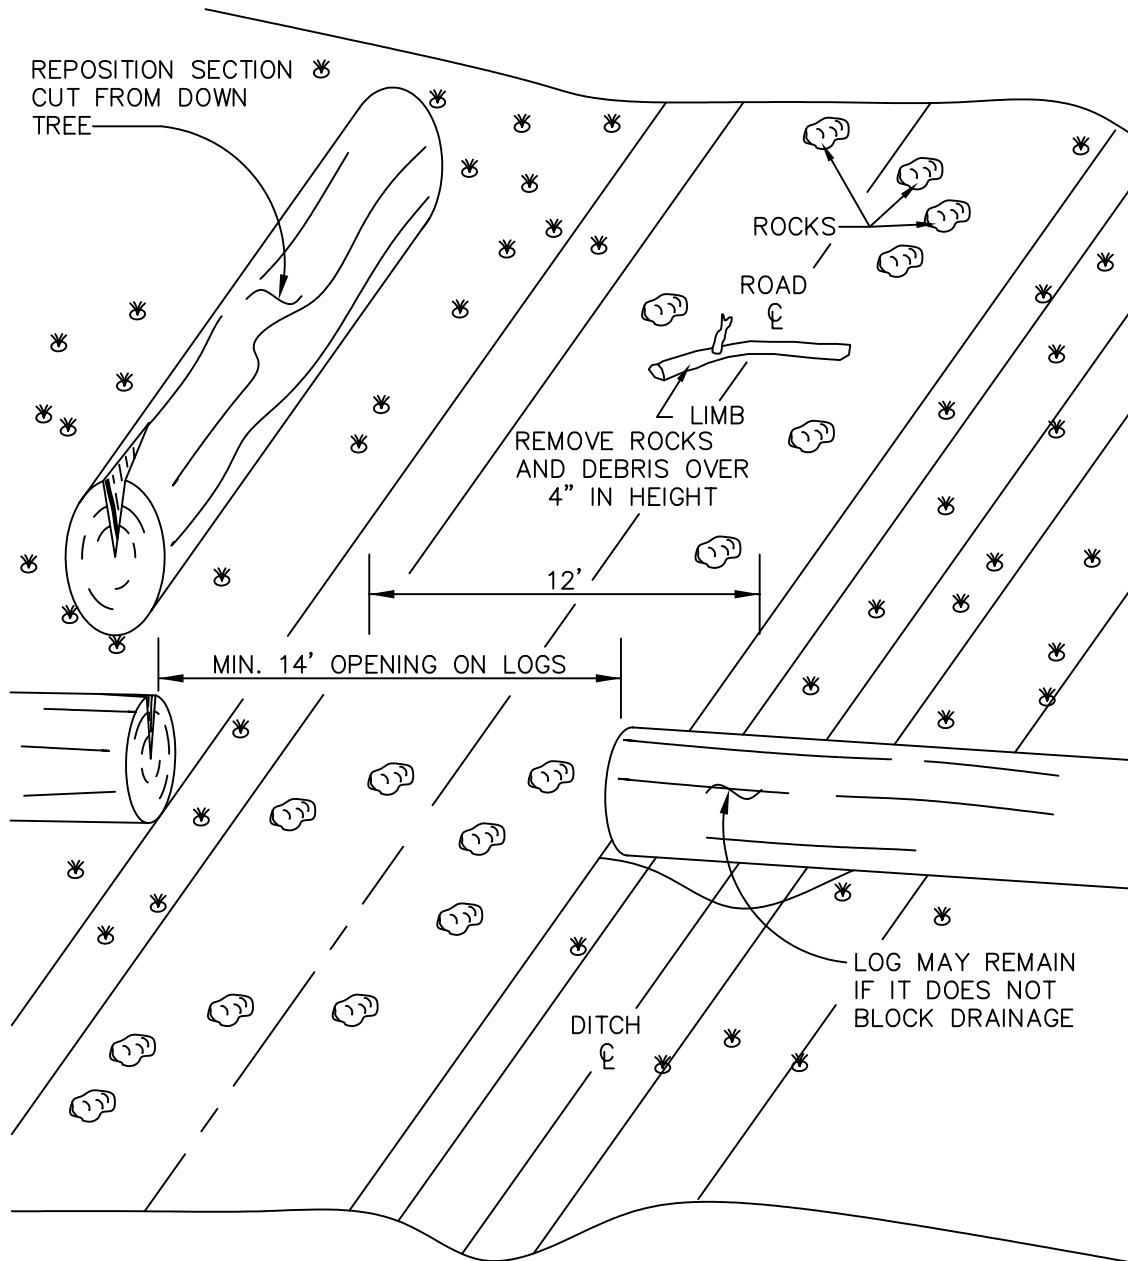 REPOSITION SECTION
CUT FROM DOWN
TREE
ROCKS
ROAD
℄
LIMB
REMOVE ROCKS
AND DEBRIS OVER
4” IN HEIGHT
12’
MIN. 14’ OPENING ON LOGS
LOG MAY REMAIN
IF IT DOES NOT
BLOCK DRAINAGE
DITCH
℄